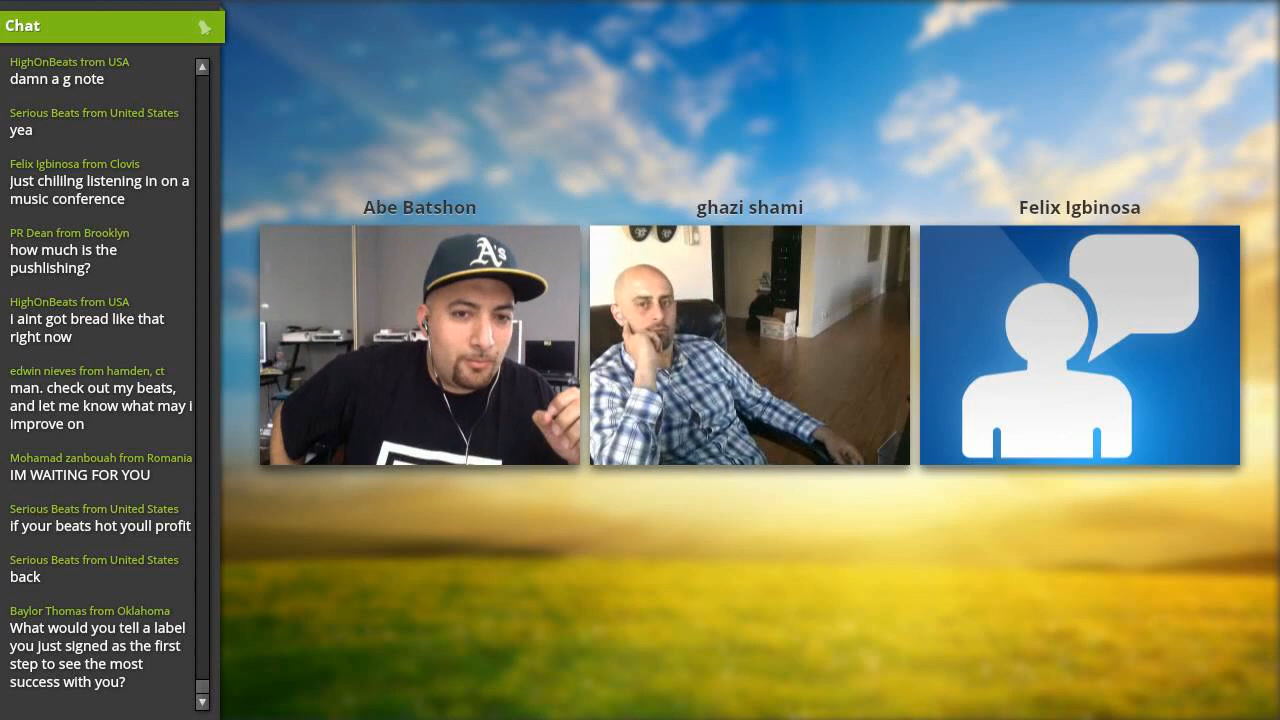 Chat
HighOnBeats from USA
damn a g note
Serious Beats from United States
yea
Felix Igbinosa from Clovis
Just chililng listening in on a
music conference
PR Dean from Brooklyn
how much is the
pushlishing?
HighOnBeats from USA
i aint got bread like that
right now
edwin nieves from hamden, ct
man. check out my beats,
and let me know what may i
improve on
Mohamad zanbouah from Romania
IM WAITING FOR YOU
Serious Beats from United States
if your beats hot youll profit
Serious Beats from United States
back
Baylor Thomas from Oklahoma
What would you tell a label
you just signed as the first
step to see the most
success with you?
Abe Batshon
ghazi shami
Felix Igbinosa
A's